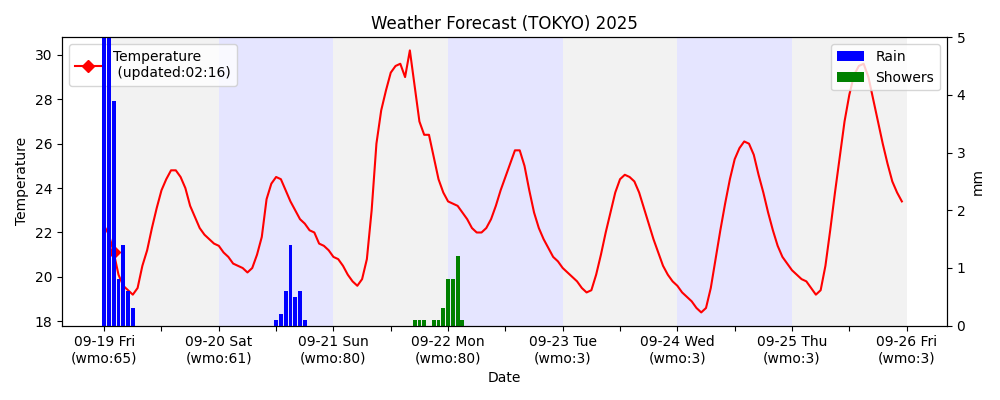 Weather Forecast (TOKYO) 2025
Temperature
(updated:02:16)
Rain
Showers
Temperature
30
28
26
24
22
20
18
5
4
3
2
1
0
mm
09-19 Fri
(wmo:65)
09-20 Sat
(wmo:61)
09-21 Sun
(wmo:80)
09-22 Mon
(wmo:80)
09-23 Tue
(wmo:3)
09-24 Wed
(wmo:3)
09-25 Thu
(wmo:3)
09-26 Fri
(wmo:3)
Date